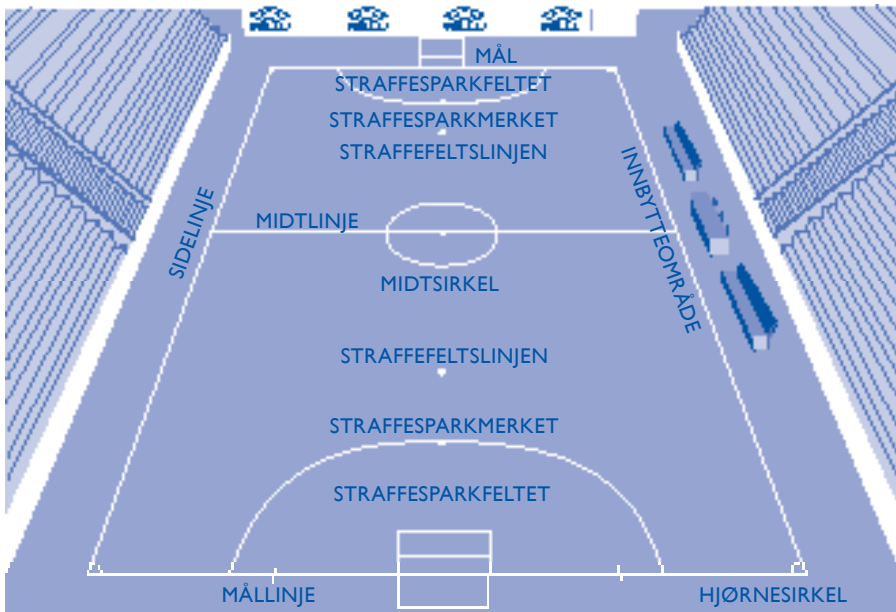 MÅL
STRAFFESPARKFELTET
STRAFFESPARKMERKET
STRAFFEFELTSLINJEN
INNBYTTEOMRÅDE
SIDELINJE
MIDTLINJE
MIDTSIRKEL
STRAFFEFELTSLINJEN
STRAFFESPARKMERKET
STRAFFESPARKFELTET
MÅLLINJE
HJØRNESIRKEL